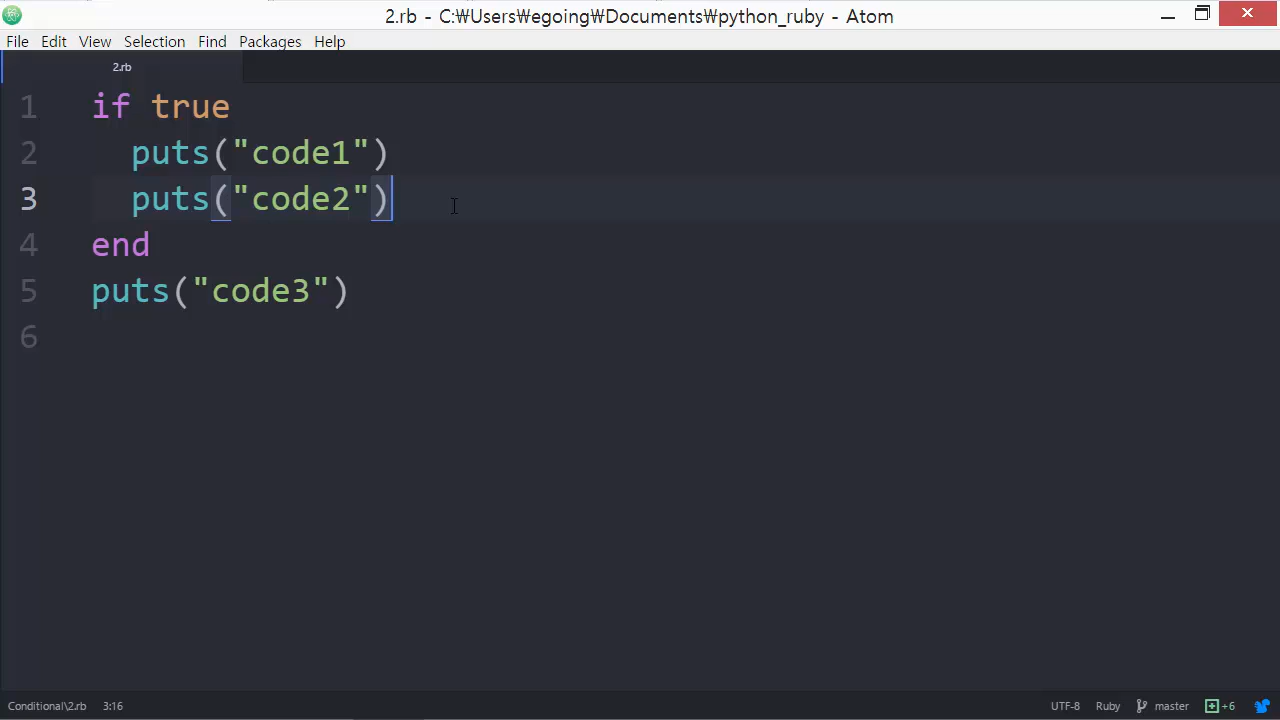 2.rb - C:₩Users₩egoing₩Documents₩python_ruby - Atom
File Edit View Selection Find Packages Help
2.rb
1 if true
2 puts("code1")
3 puts("code2")
4 end
5 puts("code3")
6
Conditional\2.rb 3:16 UTF-8 Ruby master +6